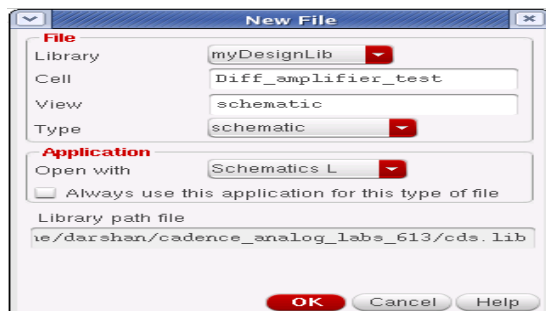 New File
File
Library myDesignLib
Cell Diff_amplifier_test
View schematic
Type schematic
Application
Open with Schematics L
Always use this application for this type of file
Library path file
ne/darshan/cadence_analog_labs_613/cds.lib
OK Cancel Help